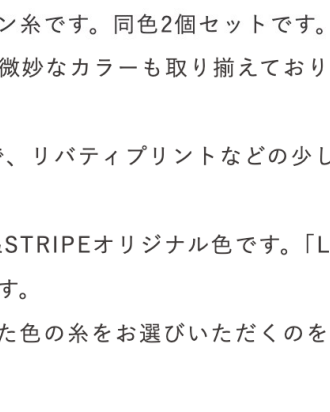 ン糸です。同色2個セットです。
微妙なカラーも取り揃えており
、リバティプリントなどの少し
STRIPEオリジナル色です。「L
す。
た色の糸をお選びいただくのを